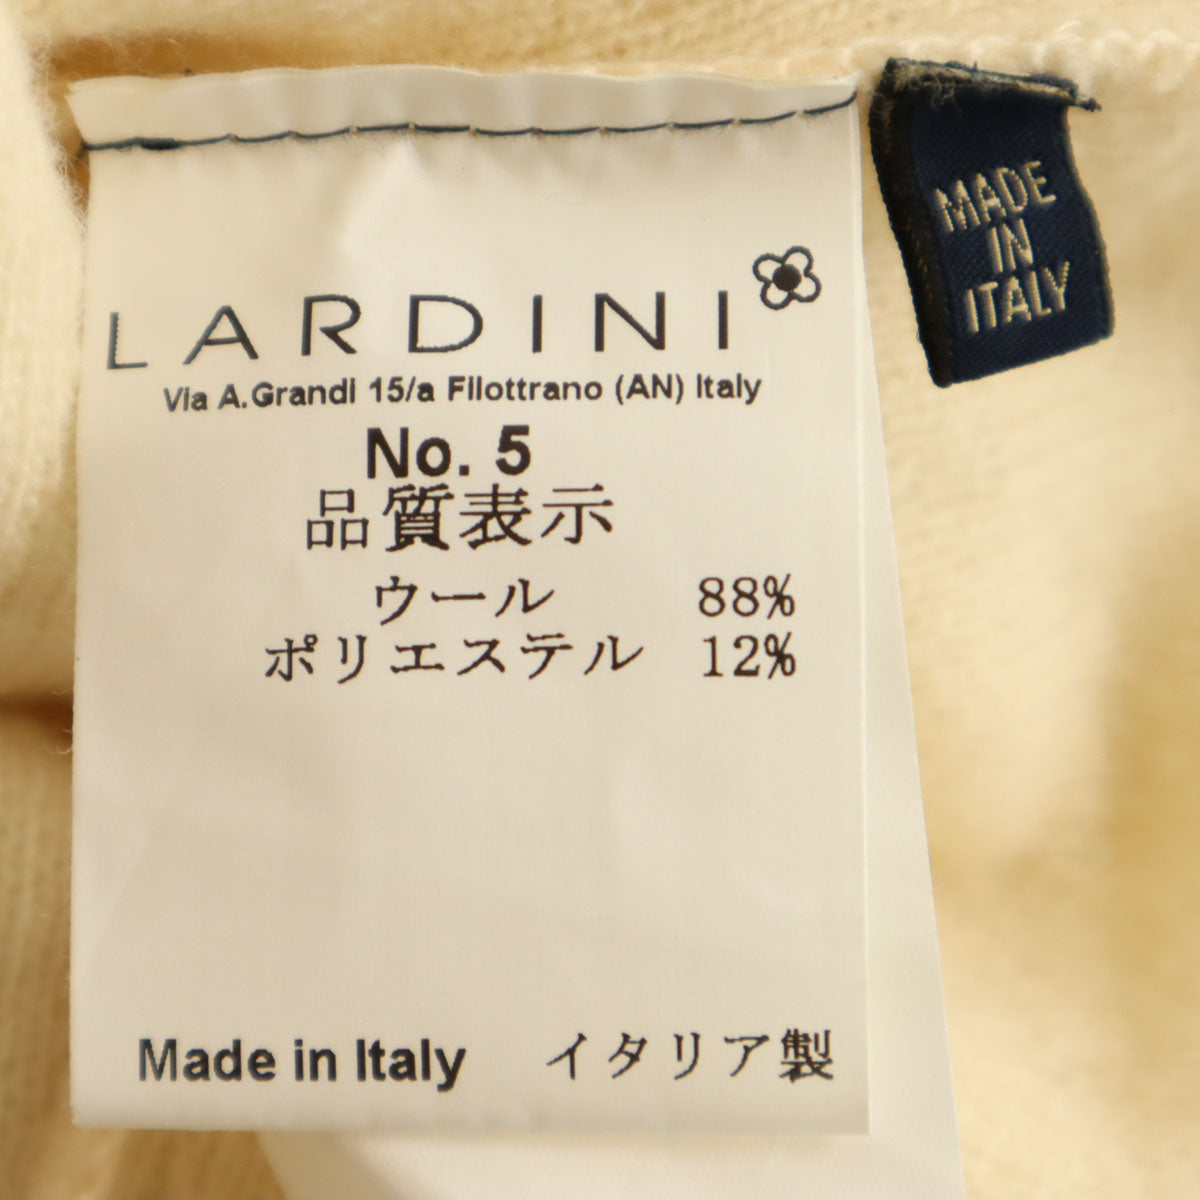 LARDINI
Via A.Grandi 15/a Filottrano (AN) Italy
No. 5
品質表示
ウール 88%
ポリエステル 12%
Made in Italy イタリア製
MADE
IN
ITALY